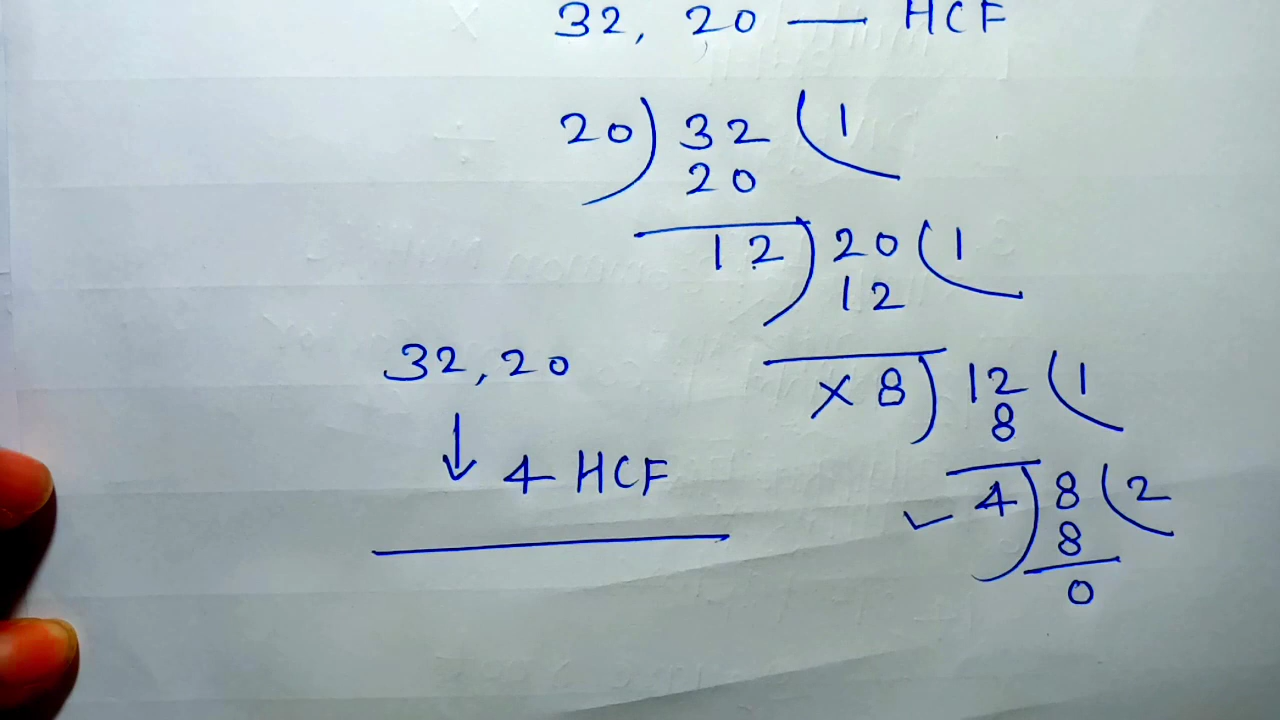 32, 20 — HCF
20) 32 (1
20
12) 20 (1
12
32, 20
× 8) 12 (1
8
↓ 4 HCF
✓ 4) 8 (2
8
0